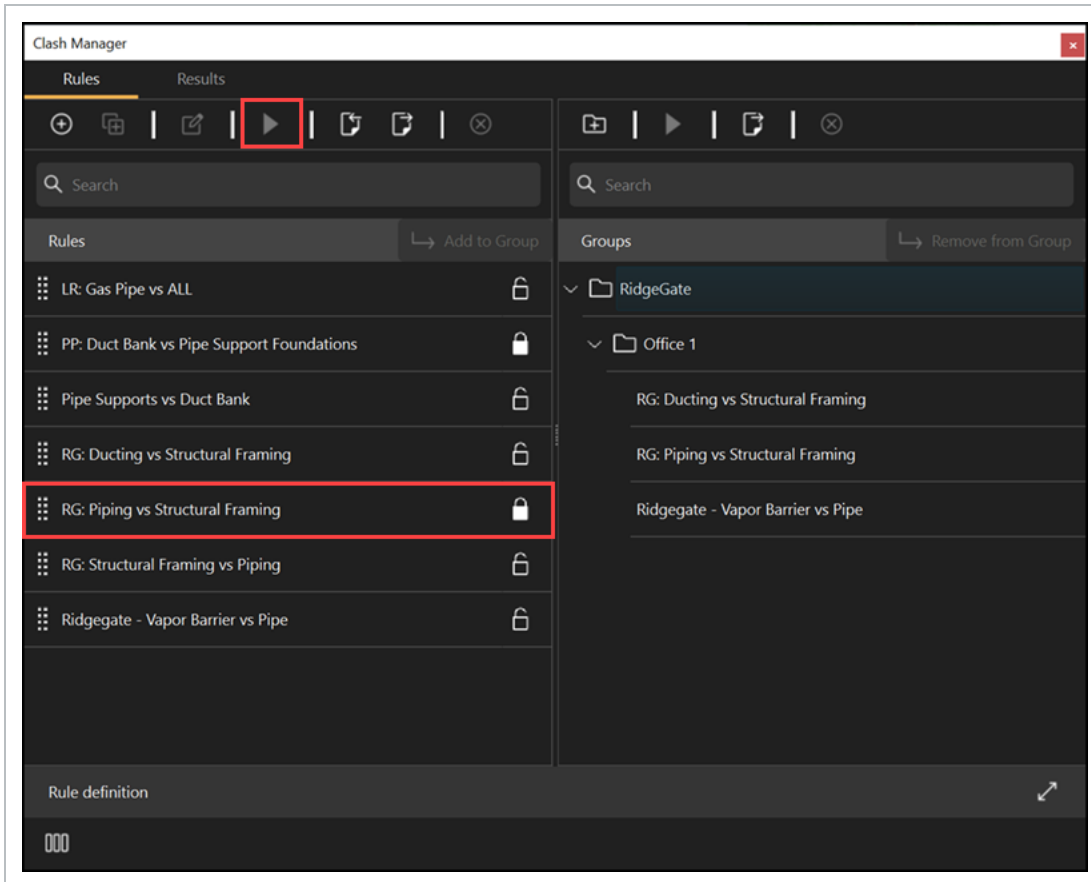 Clash Manager
Rules
Results
Search
Search
Rules
Add to Group
Groups
Remove from Group
LR: Gas Pipe vs ALL
RidgeGate
PP: Duct Bank vs Pipe Support Foundations
Office 1
Pipe Supports vs Duct Bank
RG: Ducting vs Structural Framing
RG: Ducting vs Structural Framing
RG: Piping vs Structural Framing
RG: Piping vs Structural Framing
Ridgegate - Vapor Barrier vs Pipe
RG: Structural Framing vs Piping
Ridgegate - Vapor Barrier vs Pipe
Rule definition